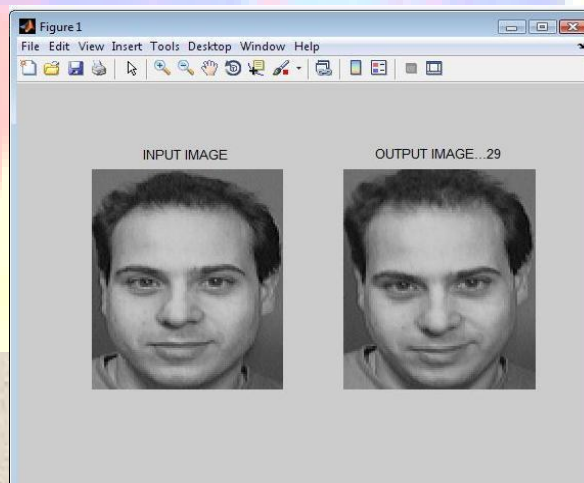 Figure 1
File Edit View Insert Tools Desktop Window Help
INPUT IMAGE
OUTPUT IMAGE...29